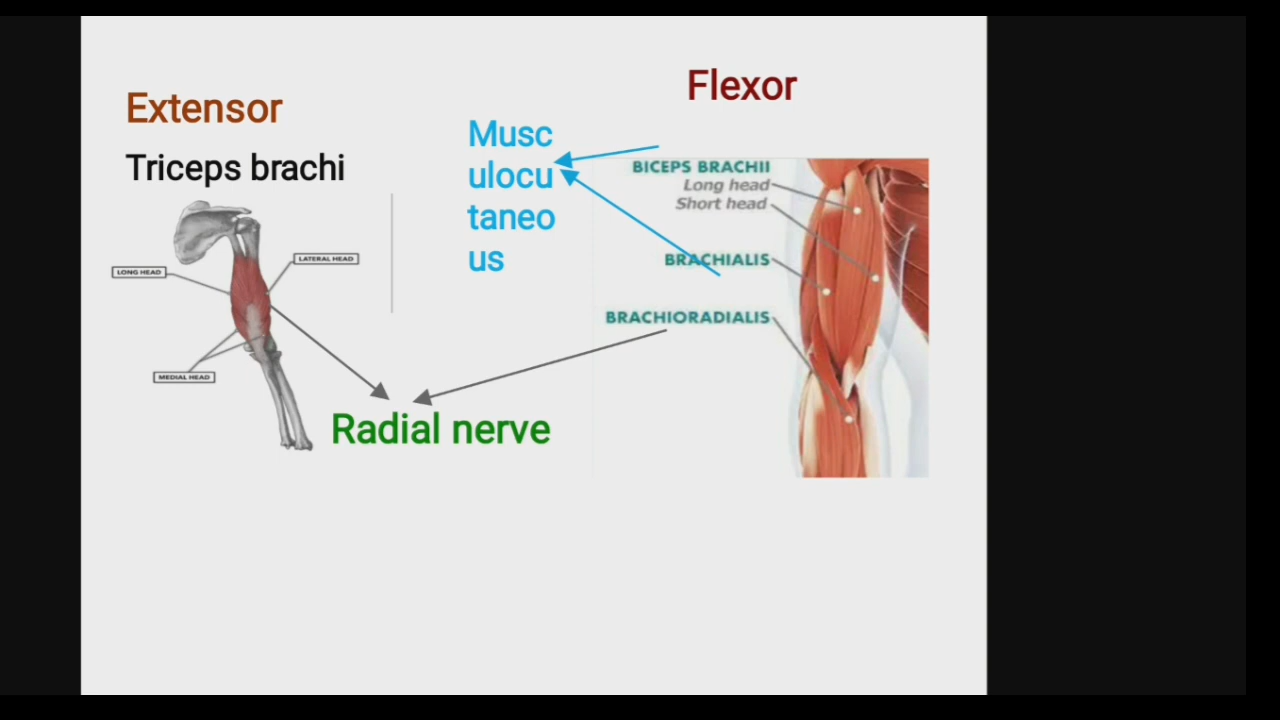 Extensor
Triceps brachi
LONG HEAD
LATERAL HEAD
MEDIAL HEAD
Musc
ulocu
taneo
us
Radial nerve
Flexor
BICEPS BRACHII
Long head
Short head
BRACHIALIS
BRACHIORADIALIS